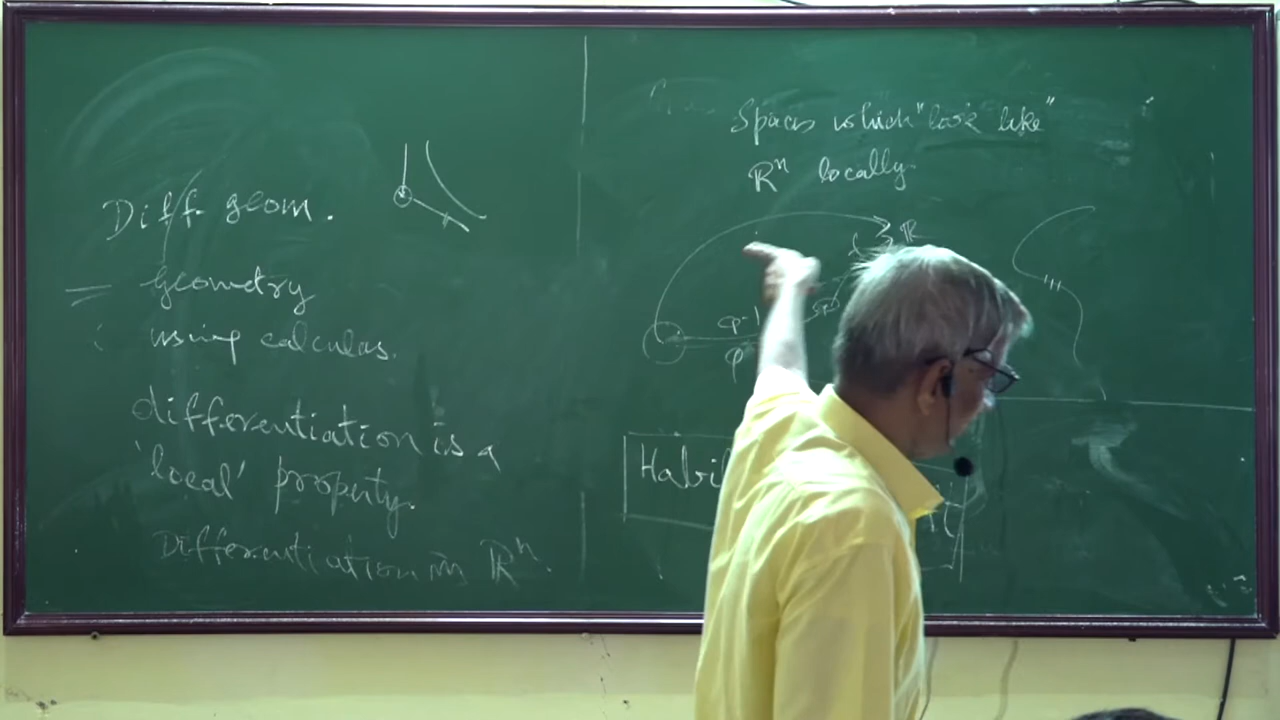 Diff. geom.
geometry
using calculus.
differentiation is a
'local' property.
Differentiation in ℝⁿ
Spaces which "look like"
ℝⁿ locally
ℝ
φ-1
φ